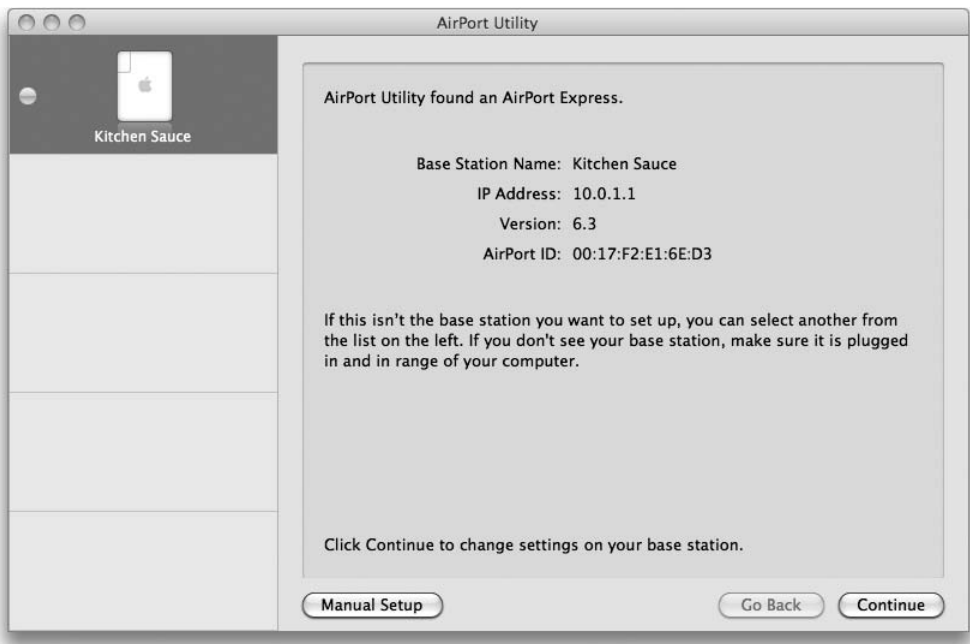 AirPort Utility
Kitchen Sauce
AirPort Utility found an AirPort Express.
Base Station Name: Kitchen Sauce
IP Address: 10.0.1.1
Version: 6.3
AirPort ID: 00:17:F2:E1:6E:D3
If this isn't the base station you want to set up, you can select another from
the list on the left. If you don't see your base station, make sure it is plugged
in and in range of your computer.
Click Continue to change settings on your base station.
Manual Setup
Go Back
Continue